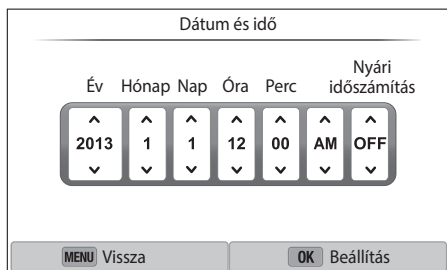 Dátum és idő
Év Hónap Nap Óra Perc Nyári időszámítás
2013 1 1 12 00 AM OFF
MENU Vissza OK Beállítás